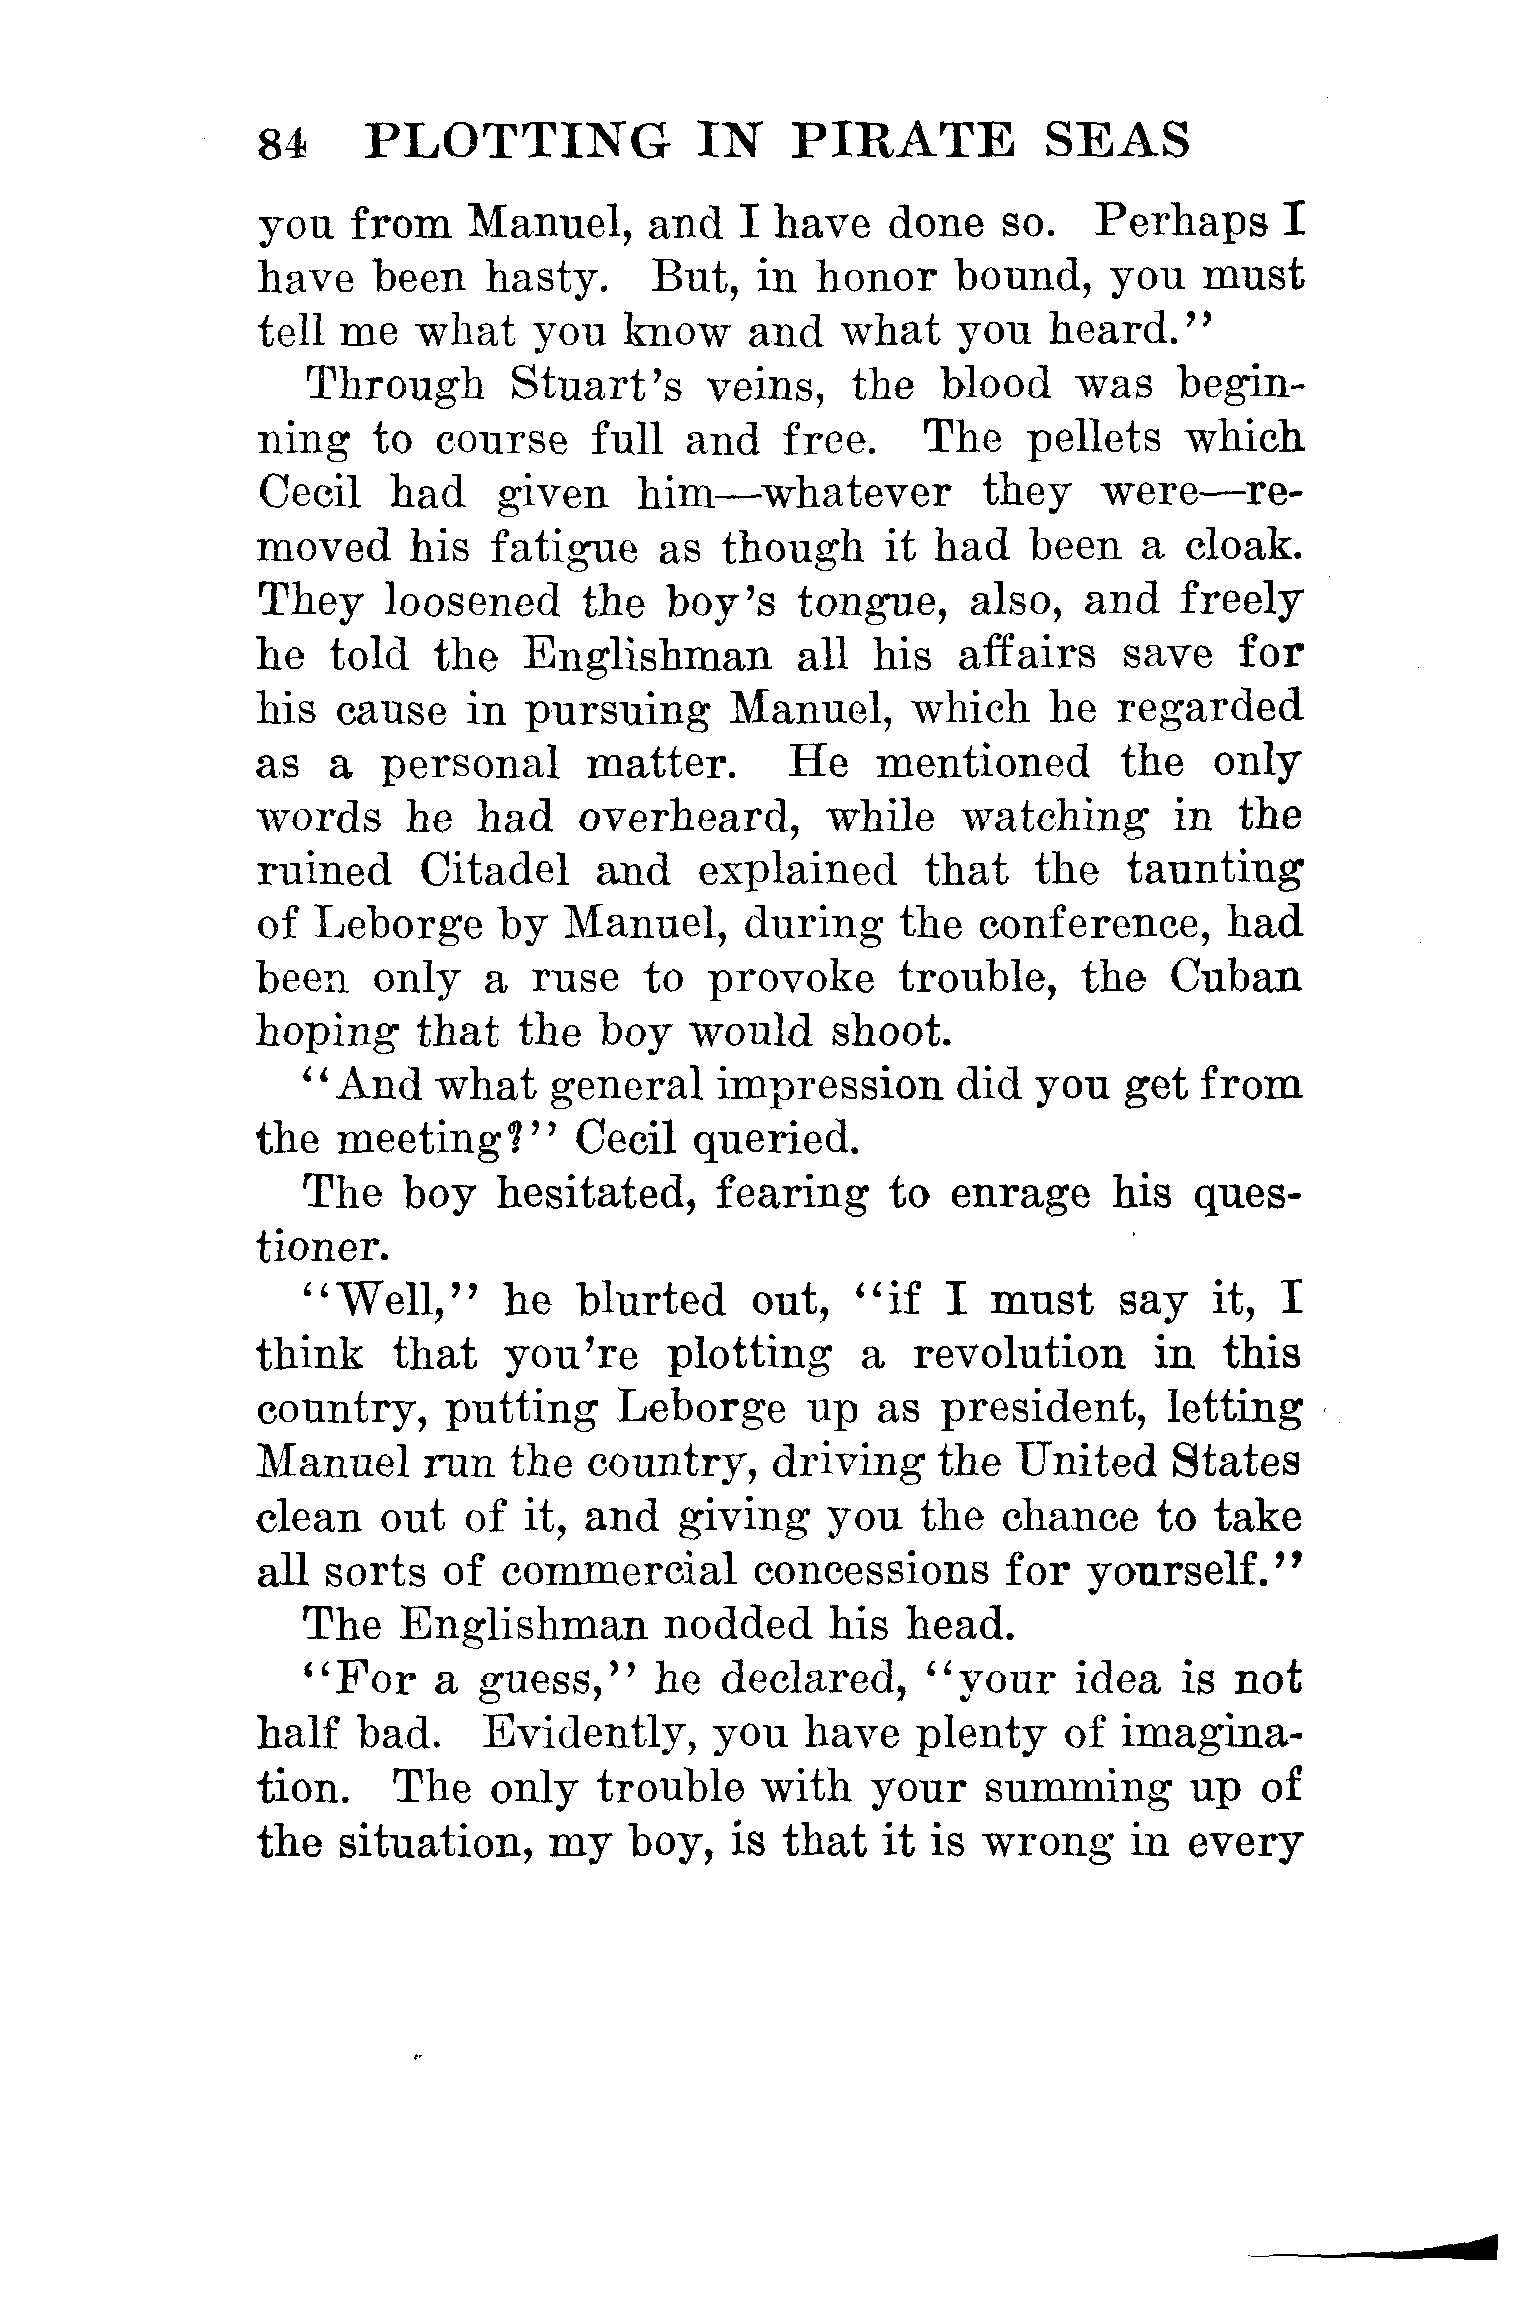 84 PLOTTING IN PIRATE SEAS
you from Manuel, and I have done so. Perhaps I
have been hasty. But, in honor bound, you must
tell me what you know and what you heard.”
Through Stuart’s veins, the blood was begin-
ning to course full and free. The pellets which
Cecil had given him—whatever they were—re-
moved his fatigue as though it had been a cloak.
They loosened the boy’s tongue, also, and freely
he told the Englishman all his affairs save for
his cause in pursuing Manuel, which he regarded
as a personal matter. He mentioned the only
words he had overheard, while watching in the
ruined Citadel and explained that the taunting
of Leborge by Manuel, during the conference, had
been only a ruse to provoke trouble, the Cuban
hoping that the boy would shoot.
“And what general impression did you get from
the meeting?” Cecil queried.
The boy hesitated, fearing to enrage his ques-
tioner.
“Well,” he blurted out, “if I must say it, I
think that you’re plotting a revolution in this
country, putting Leborge up as president, letting
Manuel run the country, driving the United States
clean out of it, and giving you the chance to take
all sorts of commercial concessions for yourself.”
The Englishman nodded his head.
“For a guess,” he declared, “your idea is not
half bad. Evidently, you have plenty of imagina-
tion. The only trouble with your summing up of
the situation, my boy, is that it is wrong in every